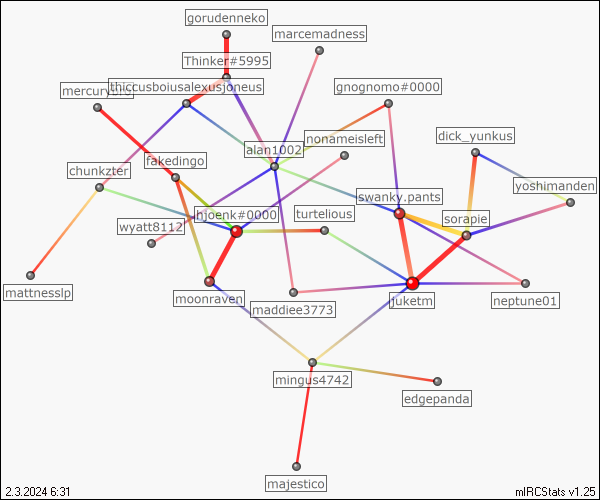 gorudenneko
marcemadness
Thinker#5995
thiccusboiusalexusjoneus
gnognomo#0000
dick_yunkus
nonameisleft
alan1002
fakedingo
chunkzter
yoshimanden
swanky.pants
hjoenk#0000
turtelious
sorapie
wyatt8112
mattnesslp
moonraven
maddiee3773
juketm
neptune01
mingus4742
edgepanda
majestico
2.3.2024 6:31
mIRCStats v1.25